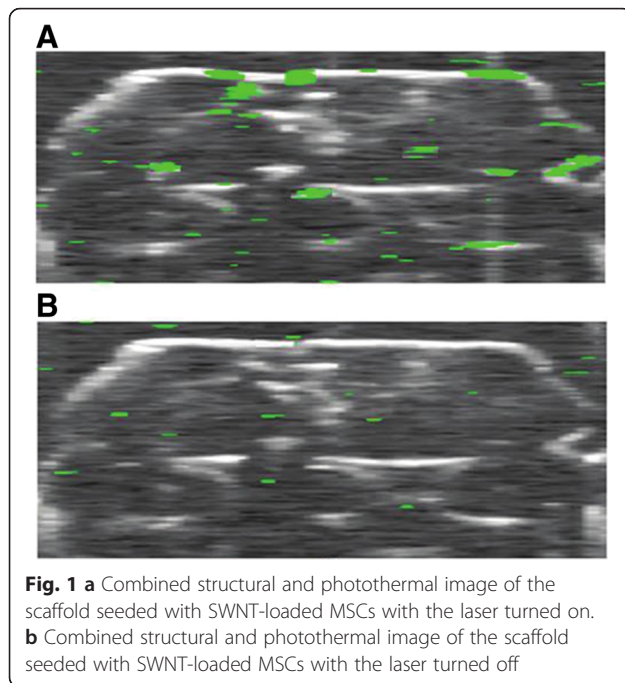 A
B
Fig. 1 a Combined structural and photothermal image of the
scaffold seeded with SWNT-loaded MSCs with the laser turned on.
b Combined structural and photothermal image of the scaffold
seeded with SWNT-loaded MSCs with the laser turned off